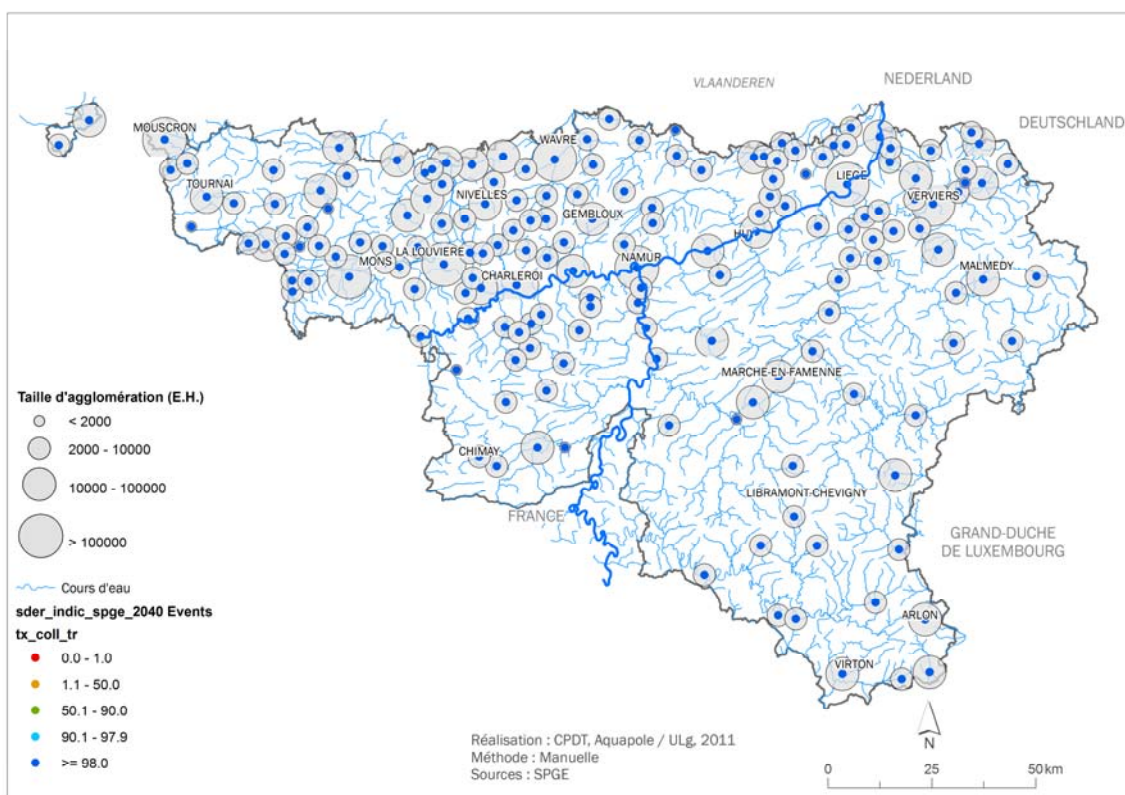 VLAANDEREN
NEDERLAND
DEUTSCHLAND
MOUSCRON
WAVRE
TOURNAI
LIEGE
NIVELLES
VERVIERS
GEMBLOUX
HUY
LA LOUVIERE
MONS
NAMUR
CHARLEROI
MALMEDY
MARCHE-EN-FAMENNE
CHIMAY
LIBRAMONT-CHEVIGNY
FRANCE
GRAND-DUCHE
DE LUXEMBOURG
ARLON
VIRTON
Taille d'agglomération (E.H.)
< 2000
2000 - 10000
10000 - 100000
> 100000
Cours d'eau
sder_indic_spge_2040 Events
tx_coll_tr
0.0 - 1.0
1.1 - 50.0
50.1 - 90.0
90.1 - 97.9
>= 98.0
Réalisation : CPDT, Aquapole / ULg, 2011
Méthode : Manuelle
Sources : SPGE
N
0 25 50 km